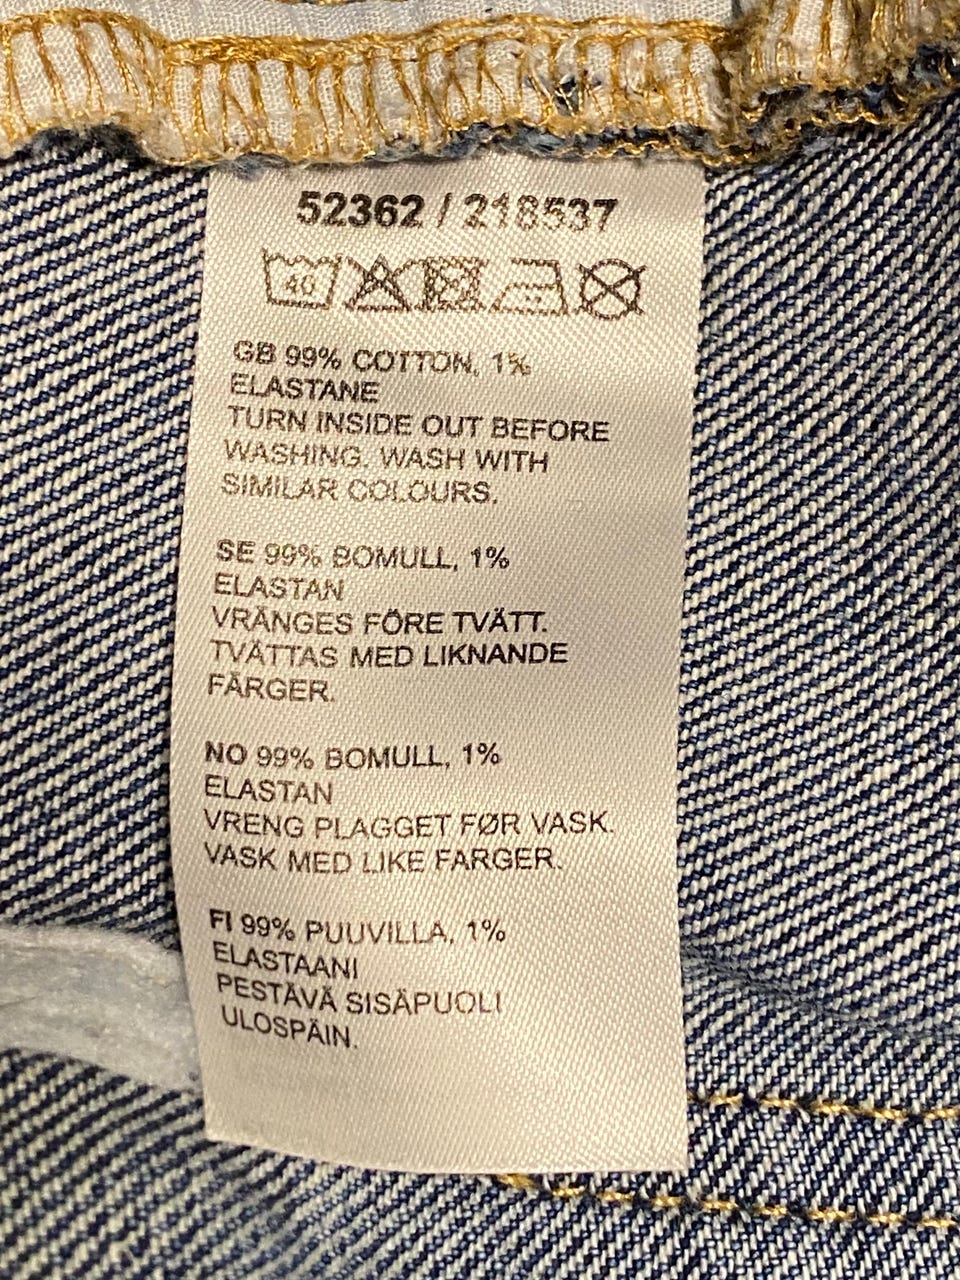 52362 / 218537
40
GB 99% COTTON, 1%
ELASTANE
TURN INSIDE OUT BEFORE
WASHING. WASH WITH
SIMILAR COLOURS.
SE 99% BOMULL, 1%
ELASTAN
VRÄNGES FÖRE TVÄTT.
TVÄTTAS MED LIKNANDE
FÄRGER.
NO 99% BOMULL, 1%
ELASTAN
VRENG PLAGGET FØR VASK.
VASK MED LIKE FARGER.
FI 99% PUUVILLA, 1%
ELASTAANI
PESTÄVÄ SISÄPUOLI
ULOSPÄIN.